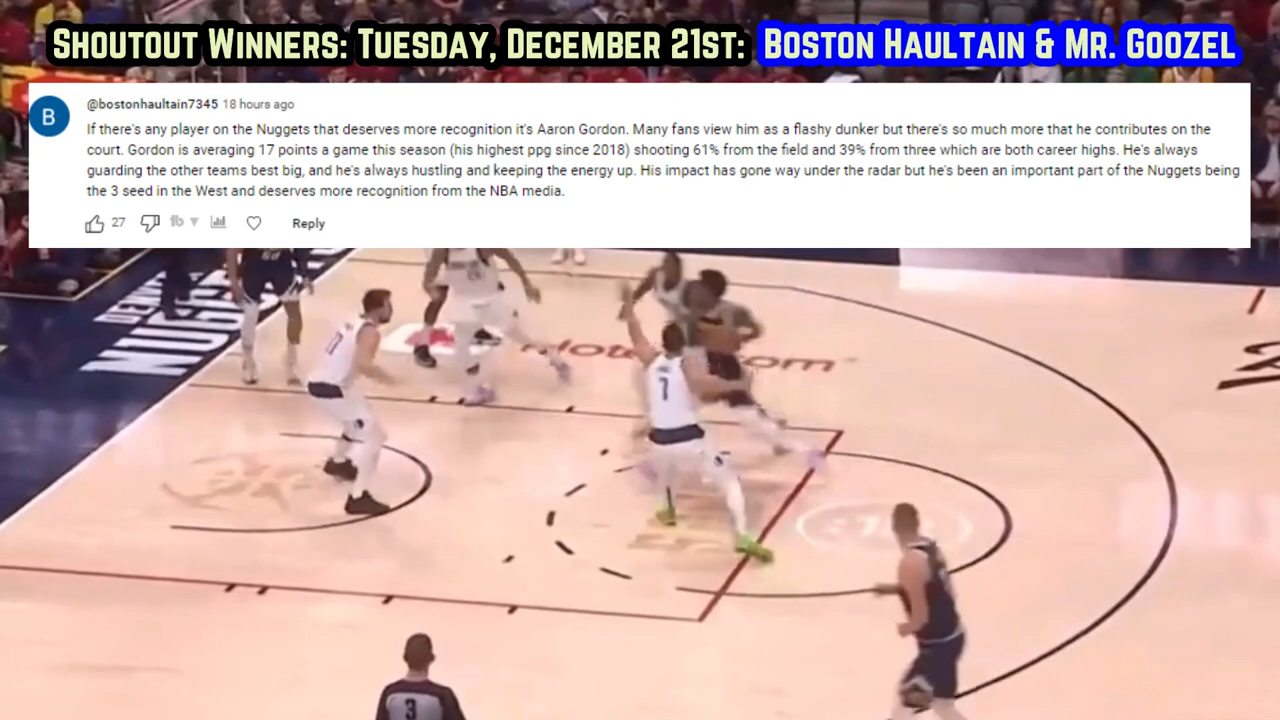 Shoutout Winners: Tuesday, December 21st: Boston Haultain & Mr. Goozel
B
@bostonhaultain7345 18 hours ago
If there's any player on the Nuggets that deserves more recognition it's Aaron Gordon. Many fans view him as a flashy dunker but there's so much more that he contributes on the
court. Gordon is averaging 17 points a game this season (his highest ppg since 2018) shooting 61% from the field and 39% from three which are both career highs. He's always
guarding the other teams best big, and he's always hustling and keeping the energy up. His impact has gone way under the radar but he's been an important part of the Nuggets being
the 3 seed in the West and deserves more recognition from the NBA media.
27 Reply
3